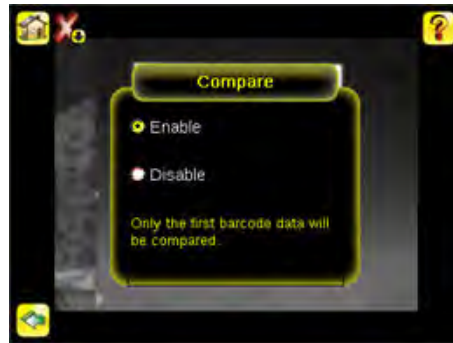 Compare
Enable
Disable
Only the first barcode data will
be compared.